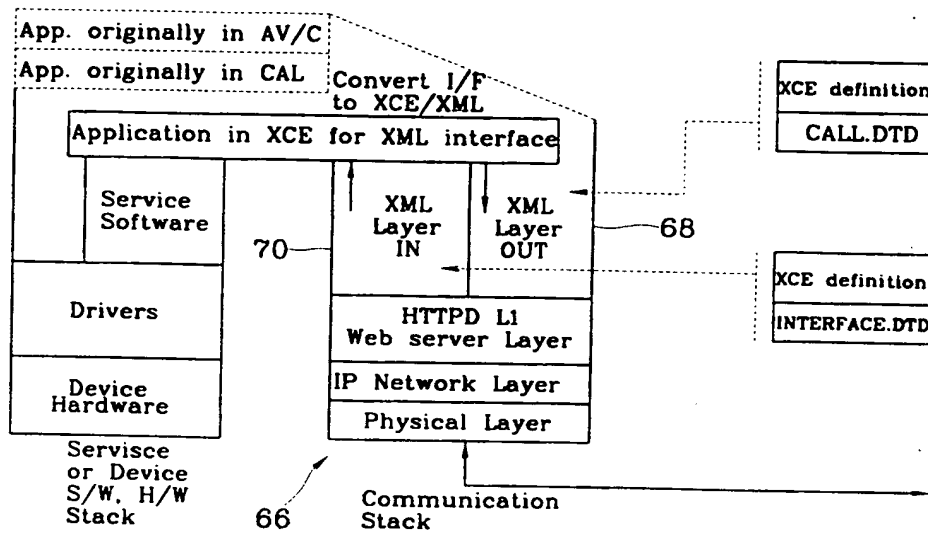 App. originally in AV/C
App. originally in CAL
Convert I/F
to XCE/XML
Application in XCE for XML interface
Service
Software
Drivers
Device
Hardware
Servisce
or Device
S/W, H/W
Stack
70
XML
Layer
IN
XML
Layer
OUT
68
HTTPD L1
Web server Layer
IP Network Layer
Physical Layer
66
Communication
Stack
XCE definition
CALL.DTD
XCE definition
INTERFACE.DTD